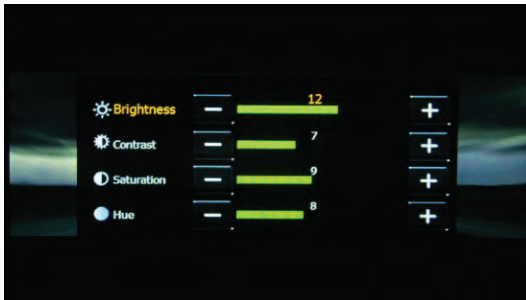 12
Brightness - +
7
Contrast - +
9
Saturation - +
8
Hue - +